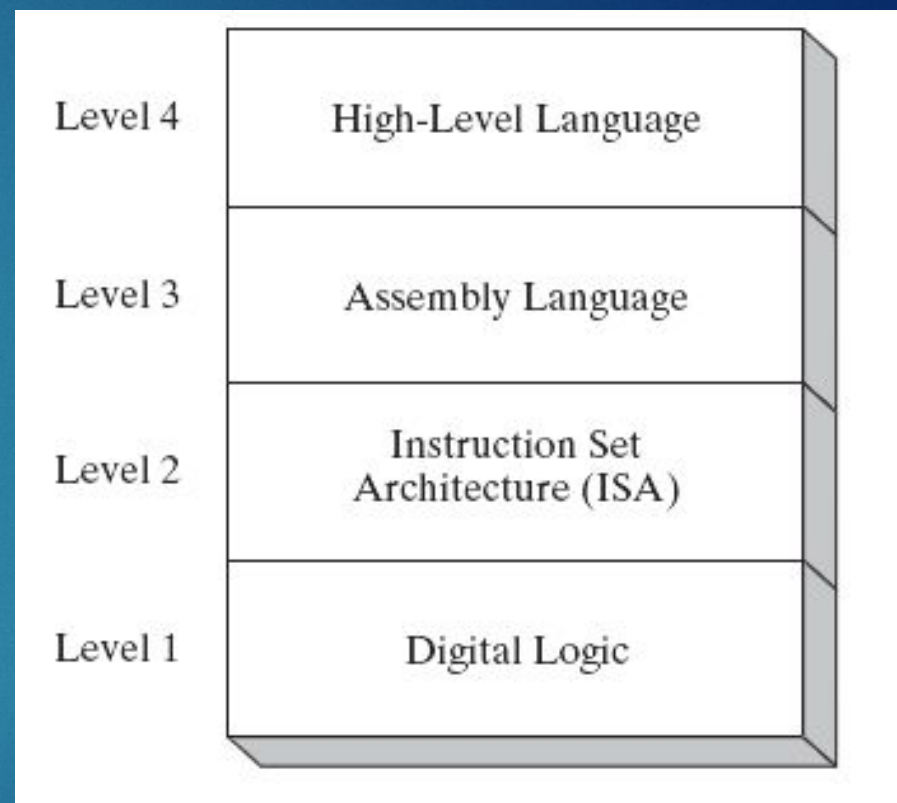 Level 4
High-Level Language
Level 3
Assembly Language
Level 2
Instruction Set
Architecture (ISA)
Level 1
Digital Logic